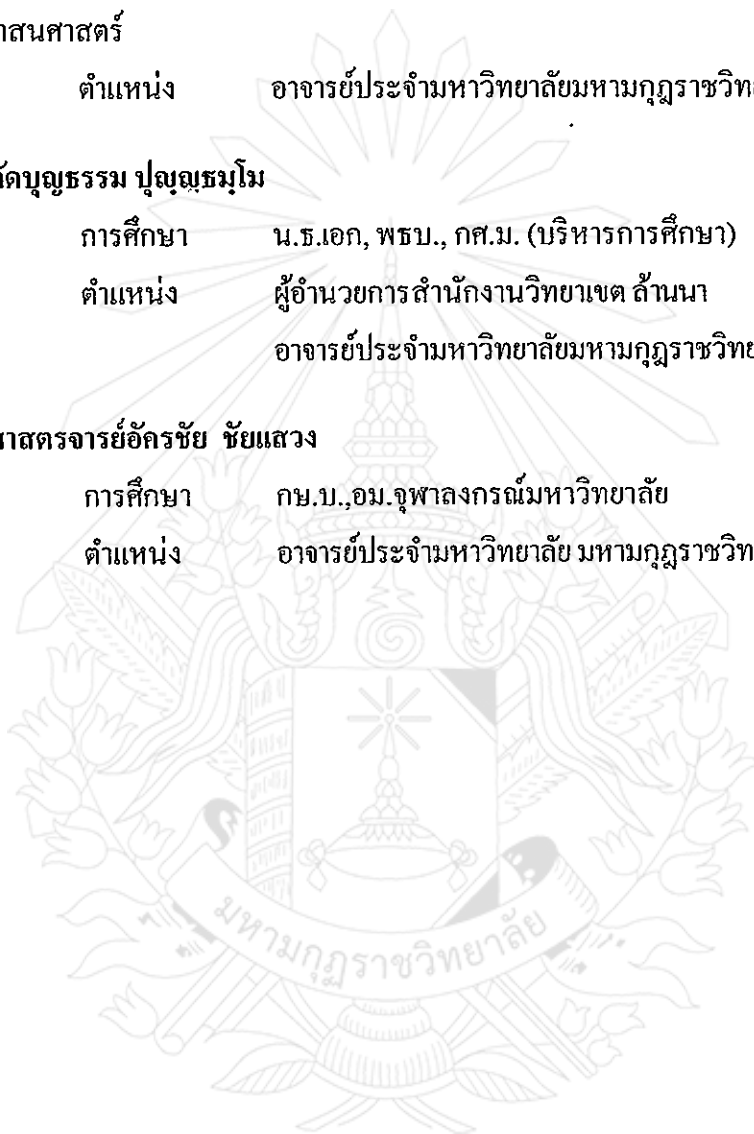 าสนศาสตร์
ตำแหน่ง อาจารย์ประจำมหาวิทยาลัยมหามกุฎราชวิท
ัดบุญธรรม ปุญฺญธมฺโม
การศึกษา น.ธ.เอก, พธบ., กศ.ม. (บริหารการศึกษา)
ตำแหน่ง ผู้อำนวยการสำนักงานวิทยาเขต ล้านนา
อาจารย์ประจำมหาวิทยาลัยมหามกุฎราชวิทย
าสตรจารย์อัครชัย ชัยแสวง
การศึกษา กษ.บ.,อม.จุฬาลงกรณ์มหาวิทยาลัย
ตำแหน่ง อาจารย์ประจำมหาวิทยาลัย มหามกุฎราชวิท
มหามกุฏราชวิทยาลัย